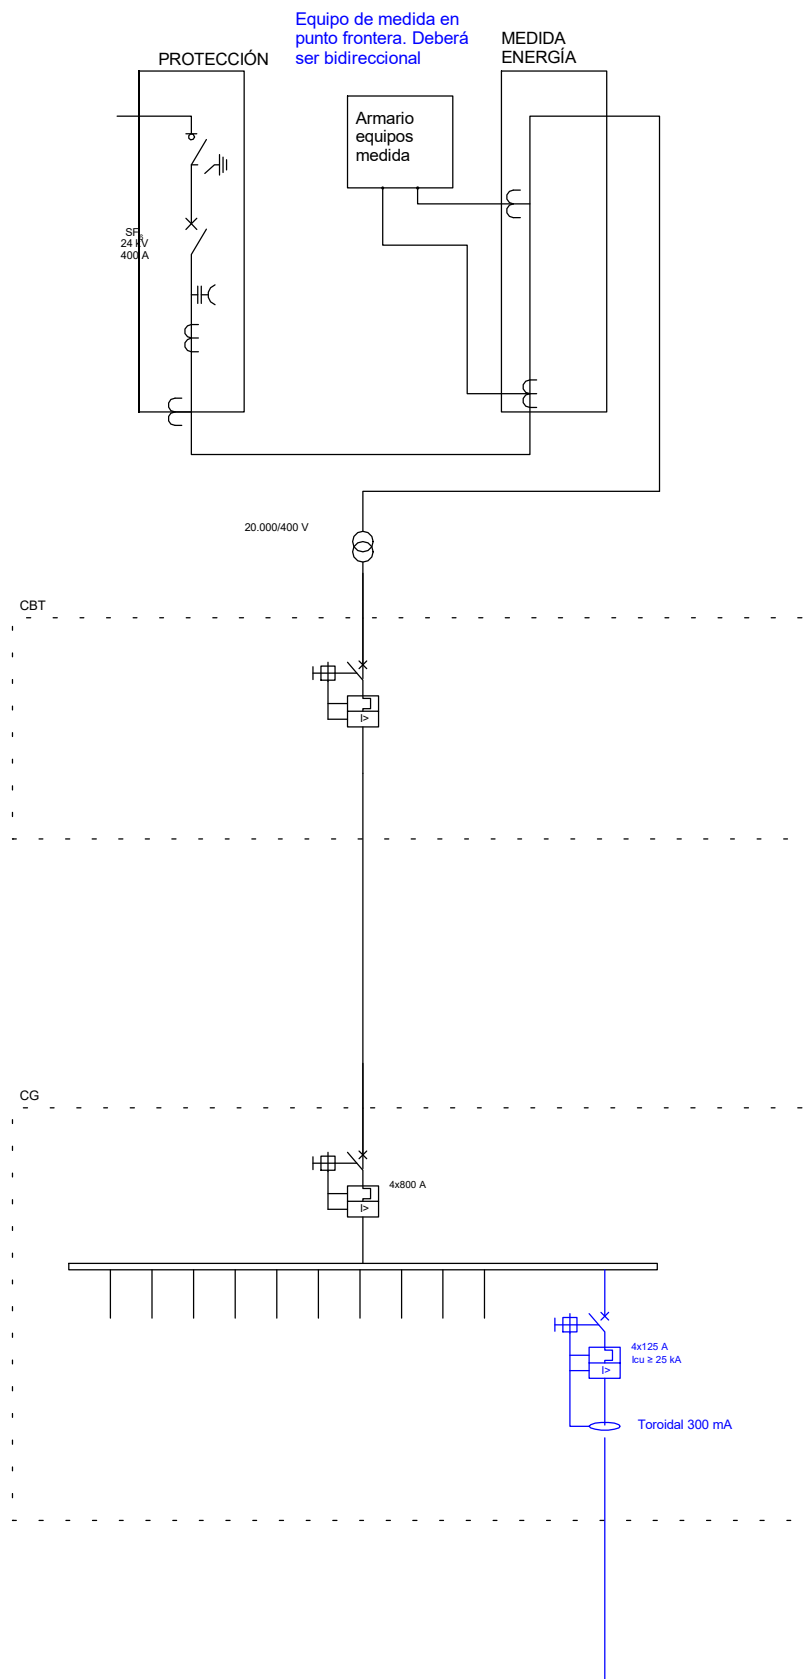 Equipo de medida en
punto frontera. Deberá
ser bidireccional
PROTECCIÓN
MEDIDA
ENERGÍA
Armario
equipos
medida
SF6
24 kV
400 A
20.000/400 V
CBT
I>
CG
4x800 A
I>
4x125 A
Icu ≥ 25 kA
I>
Toroidal 300 mA